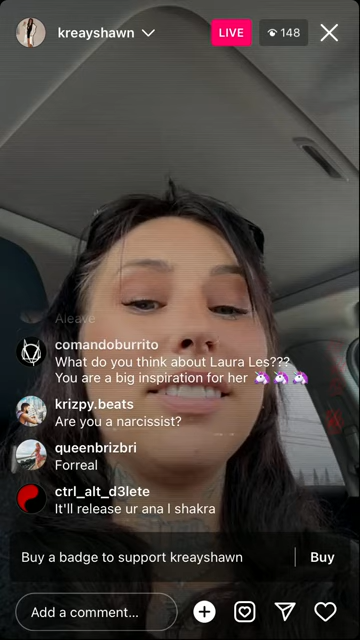 kreayshawn
LIVE
148
Aleave
comandoburrito
What do you think about Laura Les???
You are a big inspiration for her 🦄🦄🦄
krizpy.beats
Are you a narcissist?
queenbrizbri
Forreal
ctrl_alt_d3lete
It'll release ur ana l shakra
Buy a badge to support kreayshawn
Buy
Add a comment...